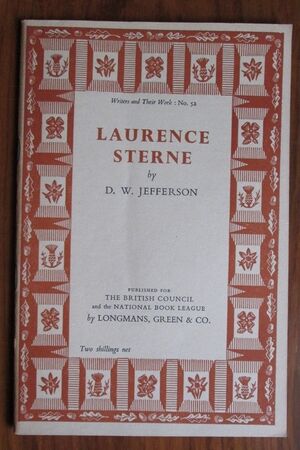 Writers and Their Work : No. 52
LAURENCE
STERNE
by
D. W. JEFFERSON
PUBLISHED FOR
THE BRITISH COUNCIL
and the NATIONAL BOOK LEAGUE
by LONGMANS, GREEN & CO.
Two shillings net